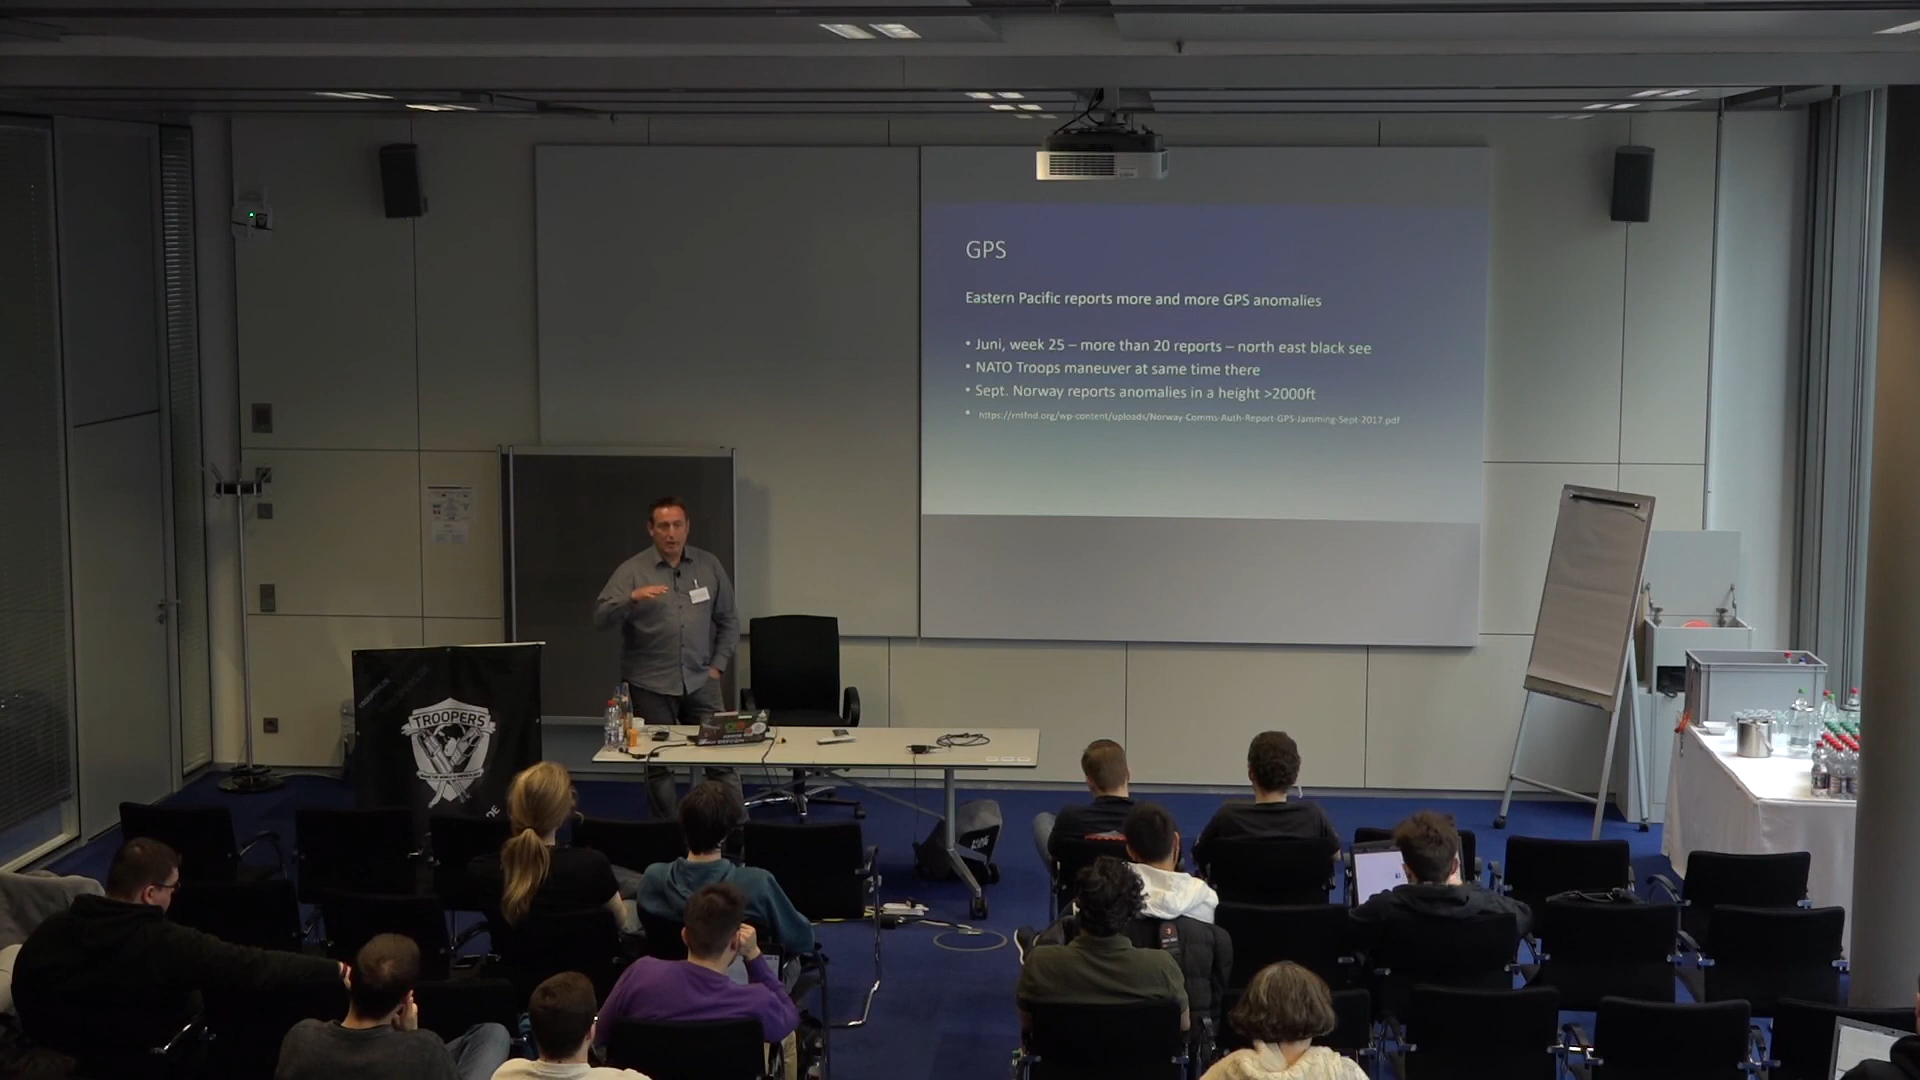 GPS
Eastern Pacific reports more and more GPS anomalies
• Juni, week 25 – more than 20 reports – north east black see
• NATO Troops maneuver at same time there
• Sept. Norway reports anomalies in a height >2000ft
• https://rntfnd.org/wp-content/uploads/Norway-Comms-Auth-Report-GPS-Jamming-Sept-2017.pdf
TROOPERS